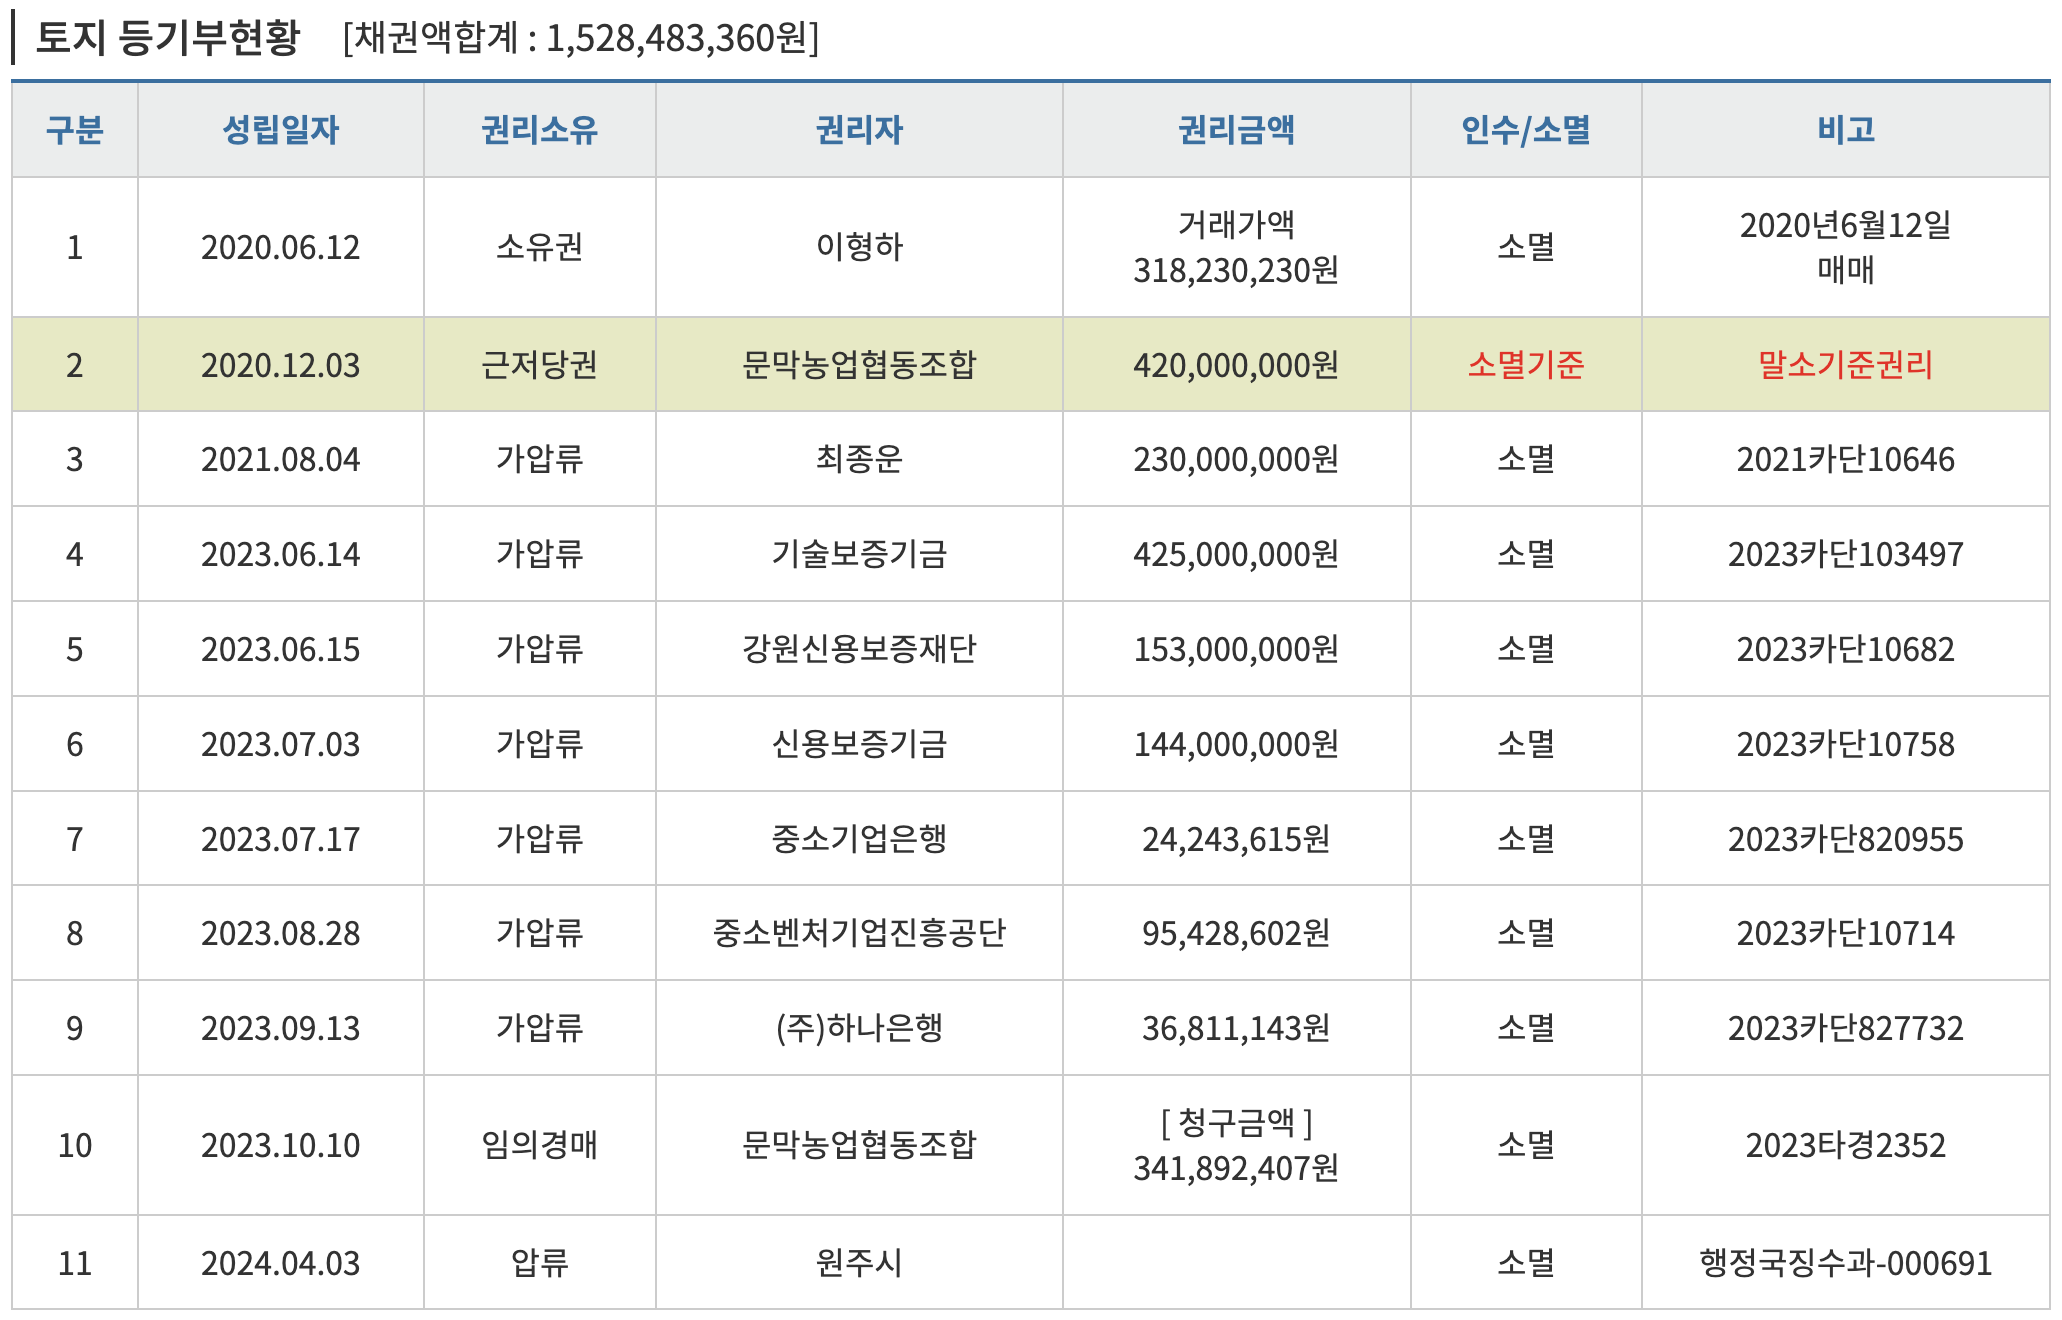 토지 등기부현황 [채권액합계 : 1,528,483,360원]
구분 성립일자 권리소유 권리자 권리금액 인수/소멸 비고
1 2020.06.12 소유권 이형하 거래가액 318,230,230원 소멸 2020년6월12일 매매
2 2020.12.03 근저당권 문막농업협동조합 420,000,000원 소멸기준 말소기준권리
3 2021.08.04 가압류 최종운 230,000,000원 소멸 2021카단10646
4 2023.06.14 가압류 기술보증기금 425,000,000원 소멸 2023카단103497
5 2023.06.15 가압류 강원신용보증재단 153,000,000원 소멸 2023카단10682
6 2023.07.03 가압류 신용보증기금 144,000,000원 소멸 2023카단10758
7 2023.07.17 가압류 중소기업은행 24,243,615원 소멸 2023카단820955
8 2023.08.28 가압류 중소벤처기업진흥공단 95,428,602원 소멸 2023카단10714
9 2023.09.13 가압류 (주)하나은행 36,811,143원 소멸 2023카단827732
10 2023.10.10 임의경매 문막농업협동조합 [ 청구금액 ] 341,892,407원 소멸 2023타경2352
11 2024.04.03 압류 원주시 소멸 행정국징수과-000691